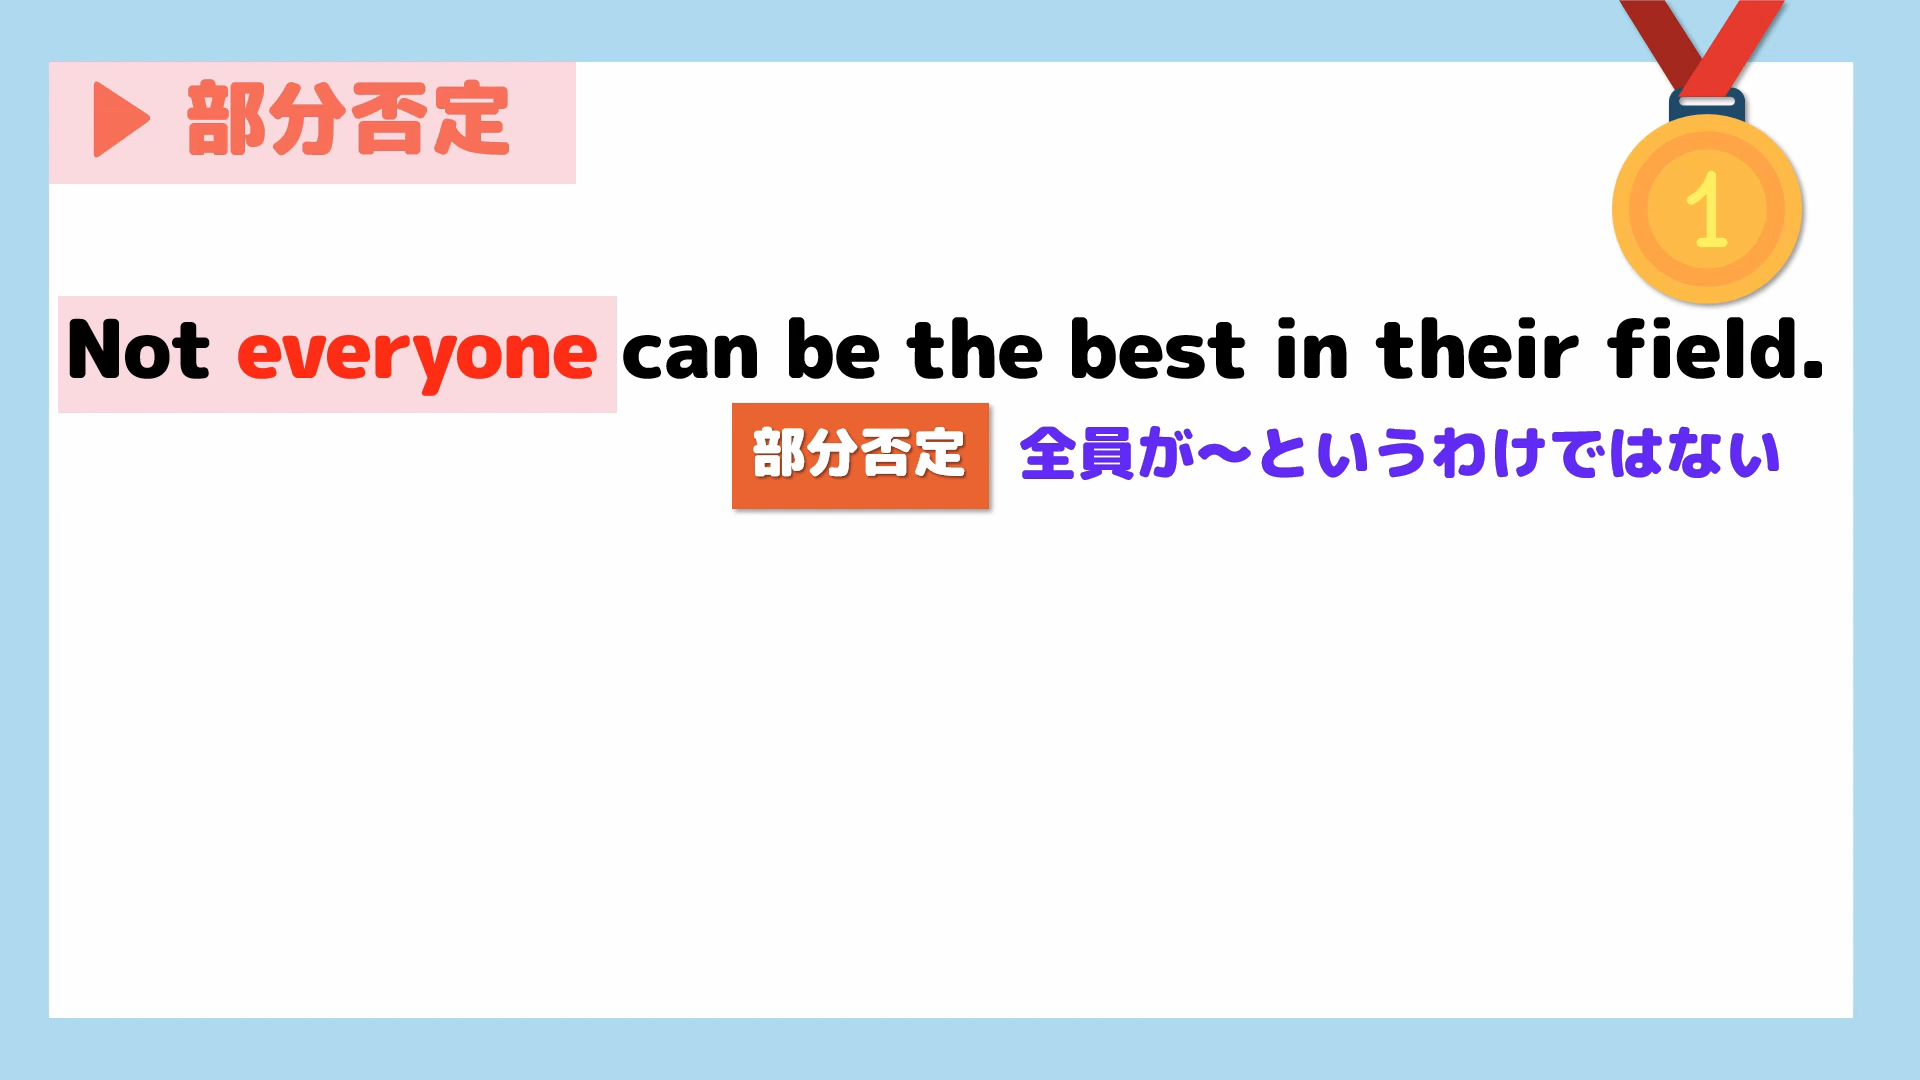 ▶ 部分否定
1
Not everyone can be the best in their field.
部分否定 全員が〜というわけではない